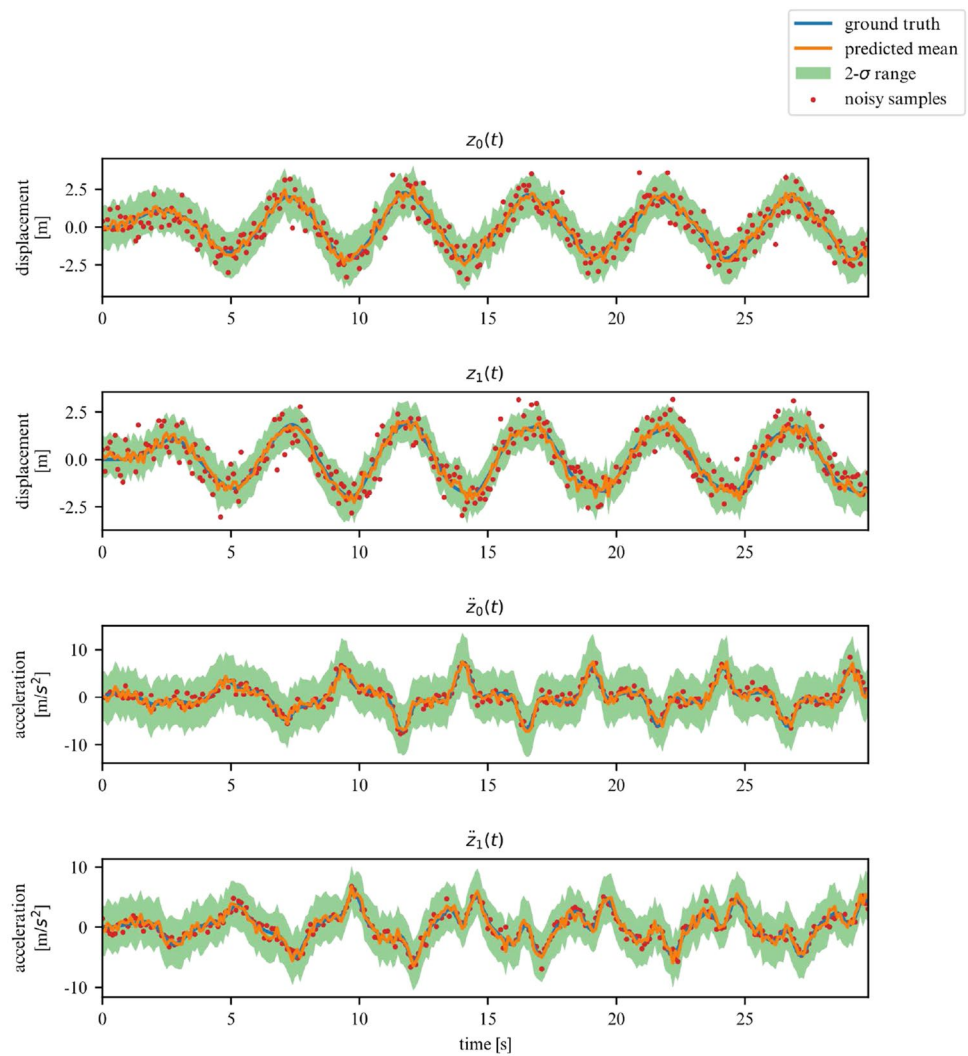 ground truth
predicted mean
2-σ range
noisy samples
z₀(t)
displacement
[m]
2.5
0.0
-2.5
0 5 10 15 20 25
z₁(t)
displacement
[m]
2.5
0.0
-2.5
0 5 10 15 20 25
z̈₀(t)
acceleration
[m/s²]
10
0
-10
0 5 10 15 20 25
z̈₁(t)
acceleration
[m/s²]
10
0
-10
0 5 10 15 20 25
time [s]